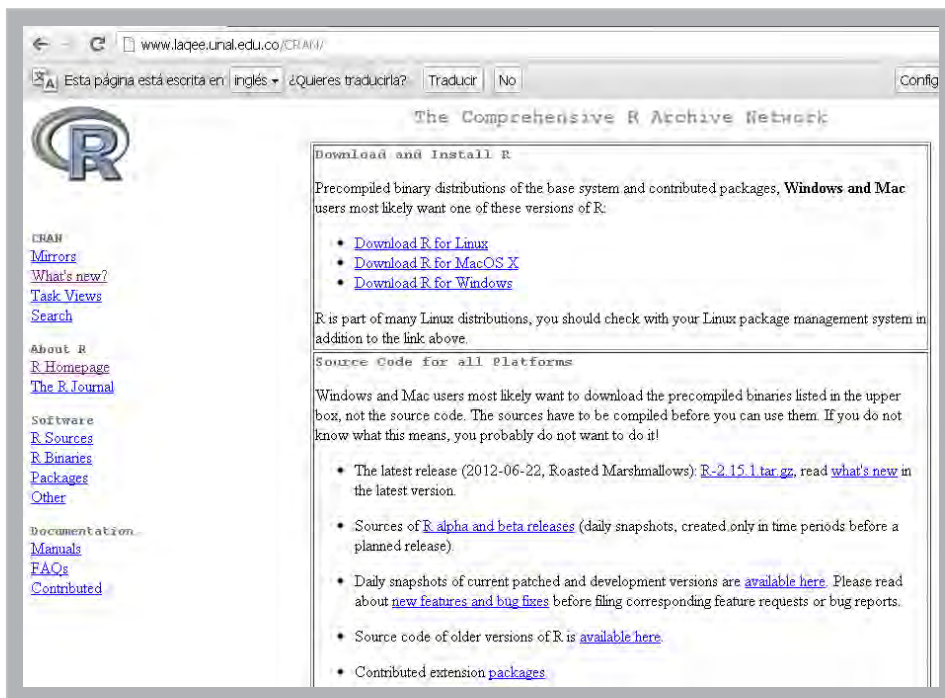 www.laqee.unal.edu.co/CRAN/
Esta página está escrita en inglés ¿Quieres traducirla? Traducir No Config
R
The Comprehensive R Archive Network
CRAN
Mirrors
What's new?
Task Views
Search
About R
R Homepage
The R Journal
Software
R Sources
R Binaries
Packages
Other
Documentation
Manuals
FAQs
Contributed
Download and Install R
Precompiled binary distributions of the base system and contributed packages, Windows and Mac
users most likely want one of these versions of R:
• Download R for Linux
• Download R for MacOS X
• Download R for Windows
R is part of many Linux distributions, you should check with your Linux package management system in
addition to the link above.
Source Code for all Platforms
Windows and Mac users most likely want to download the precompiled binaries listed in the upper
box, not the source code. The sources have to be compiled before you can use them. If you do not
know what this means, you probably do not want to do it!
• The latest release (2012-06-22, Roasted Marshmallows): R-2.15.1.tar.gz, read what's new in
the latest version.
• Sources of R alpha and beta releases (daily snapshots, created only in time periods before a
planned release).
• Daily snapshots of current patched and development versions are available here. Please read
about new features and bug fixes before filing corresponding feature requests or bug reports.
• Source code of older versions of R is available here.
• Contributed extension packages